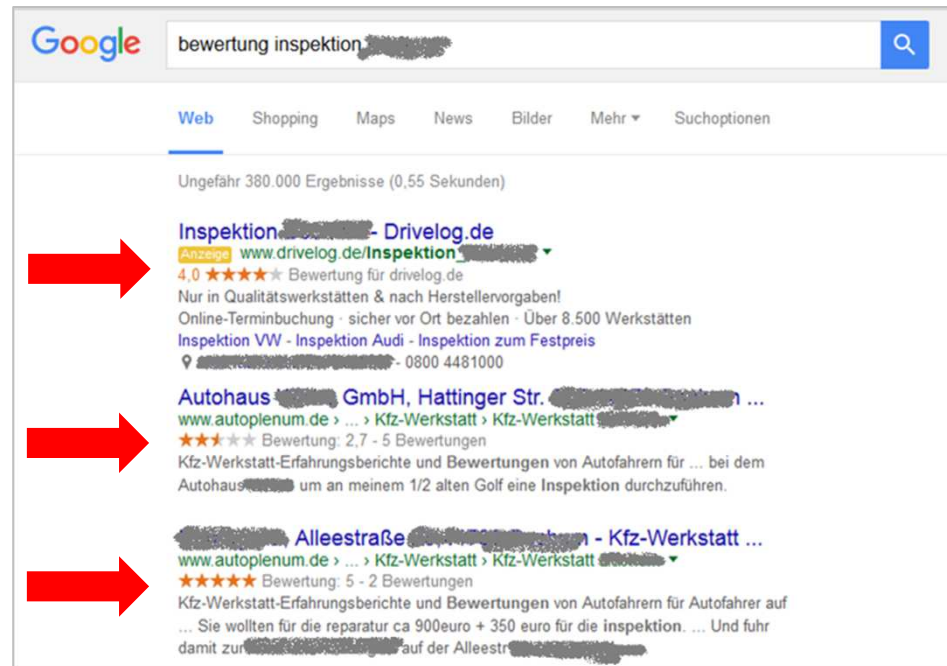 Google
bewertung inspektion
Web Shopping Maps News Bilder Mehr Suchoptionen
Ungefähr 380.000 Ergebnisse (0,55 Sekunden)
Inspektion - Drivelog.de
Anzeige www.drivelog.de/Inspektion_
4,0 ★★★★★ Bewertung für drivelog.de
Nur in Qualitätswerkstätten & nach Herstellervorgaben!
Online-Terminbuchung · sicher vor Ort bezahlen · Über 8.500 Werkstätten
Inspektion VW - Inspektion Audi - Inspektion zum Festpreis
- 0800 4481000
Autohaus GmbH, Hattinger Str. ...
www.autoplenum.de › ... › Kfz-Werkstatt › Kfz-Werkstatt
★★★★★ Bewertung: 2,7 - 5 Bewertungen
Kfz-Werkstatt-Erfahrungsberichte und Bewertungen von Autofahrern für ... bei dem
Autohaus um an meinem 1/2 alten Golf eine Inspektion durchzuführen.
, Alleestraße - Kfz-Werkstatt ...
www.autoplenum.de › ... › Kfz-Werkstatt › Kfz-Werkstatt
★★★★★ Bewertung: 5 - 2 Bewertungen
Kfz-Werkstatt-Erfahrungsberichte und Bewertungen von Autofahrern für Autofahrer auf
... Sie wollten für die reparatur ca 900euro + 350 euro für die inspektion. ... Und fuhr
damit zur auf der Alleestr